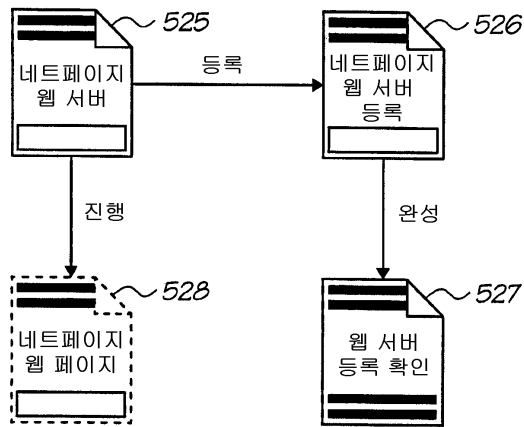 525
네트페이지
웹 서버
등록
526
네트페이지
웹 서버
등록
진행
완성
528
네트페이지
웹 페이지
527
웹 서버
등록 확인